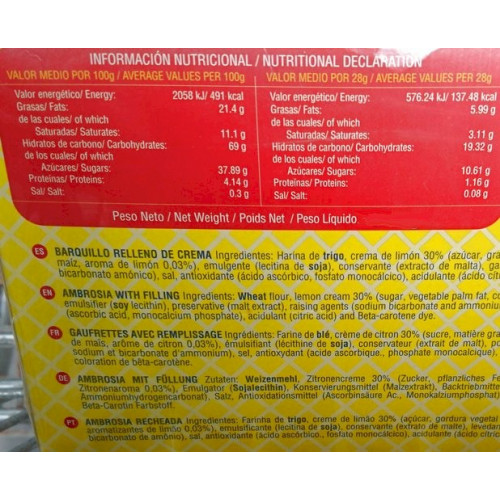 INFORMACIÓN NUTRICIONAL / NUTRITIONAL DECLARATION
VALOR MEDIO POR 100g / AVERAGE VALUES PER 100g VALOR MEDIO POR 28g / AVERAGE VALUES PER 28g
Valor energético/ Energy: 2058 kJ/ 491 kcal Valor energético/ Energy: 576.24 kJ/ 137.48 kcal
Grasas/ Fats: 21.4 g Grasas/ Fats: 5.99 g
de las cuales/ of which de las cuales/ of which
Saturadas/ Saturates: 11.1 g Saturadas/ Saturates: 3.11 g
Hidratos de carbono/ Carbohydrates: 69 g Hidratos de carbono/ Carbohydrates: 19.32 g
de los cuales/ of which de los cuales/ of which
Azúcares/ Sugars: 37.89 g Azúcares/ Sugars: 10.61 g
Proteínas/ Proteins: 4.14 g Proteínas/ Proteins: 1.16 g
Sal/ Salt: 0.3 g Sal/ Salt: 0.08 g
Peso Neto / Net Weight / Poids Net / Peso Líquido
ES BARQUILLO RELLENO DE CREMA Ingredientes: Harina de trigo, crema de limón 30% (azúcar, gra
maíz, aroma de limón 0,03%), emulgente (lecitina de soja), conservante (extracto de malta), ga
bicarbonato amónico), sal, antioxidante (ácido ascórbico, fosfato monocálcico), acidulante (ácido cítri
EN AMBROSIA WITH FILLING Ingredients: Wheat flour, lemon cream 30% (sugar, vegetable palm fat, co
emulsifier (soy lecithin), preservative (malt extract), raising agents (sodium bicarbonate and ammoniu
(ascorbic acid, monocalcium phosphate), acidulant (citric acid) and Beta-carotene dye.
FR GAUFRETTES AVEC REMPLISSAGE Ingrédients: Farine de blé, crème de citron 30% (sucre, matière gra
de maïs, arôme de citron 0,03%), émulsifiant (lécithine de soja), conservateur (extrait de malt), po
sodium et bicarbonate d'ammonium), sel, antioxydant (acide ascorbique., phosphate monocalcique),
coloration de bêta-carotène.
DE AMBROSIA MIT FÜLLUNG Zutaten: Weizenmehl, Zitronencreme 30% (Zucker, pflanzliches Fe
Zitronenaroma 0,03%), Emulgator (Sojalecithin), Konservierungsmittel (Malzextrakt), Backtriebmitte
Ammoniumhydrogencarbonat), Salz, Antioxidationsmittel (Ascorbinsäure Ac., Monokalziumphosphat)
Beta-Carotin Farbstoff.
PT AMBROSIA RECHEADA Ingredientes: Farinha de trigo, creme de limão 30% (açúcar, gordura vegetal
aromatizantes de limão 0,03%), emulsificante (lecitina de soja), conservante (extrato de malte), levedan
bicarbonato de amônio), sal, antioxidante (ácido ascórbico, fosfato monocálcico), acidulante (ácido cítric